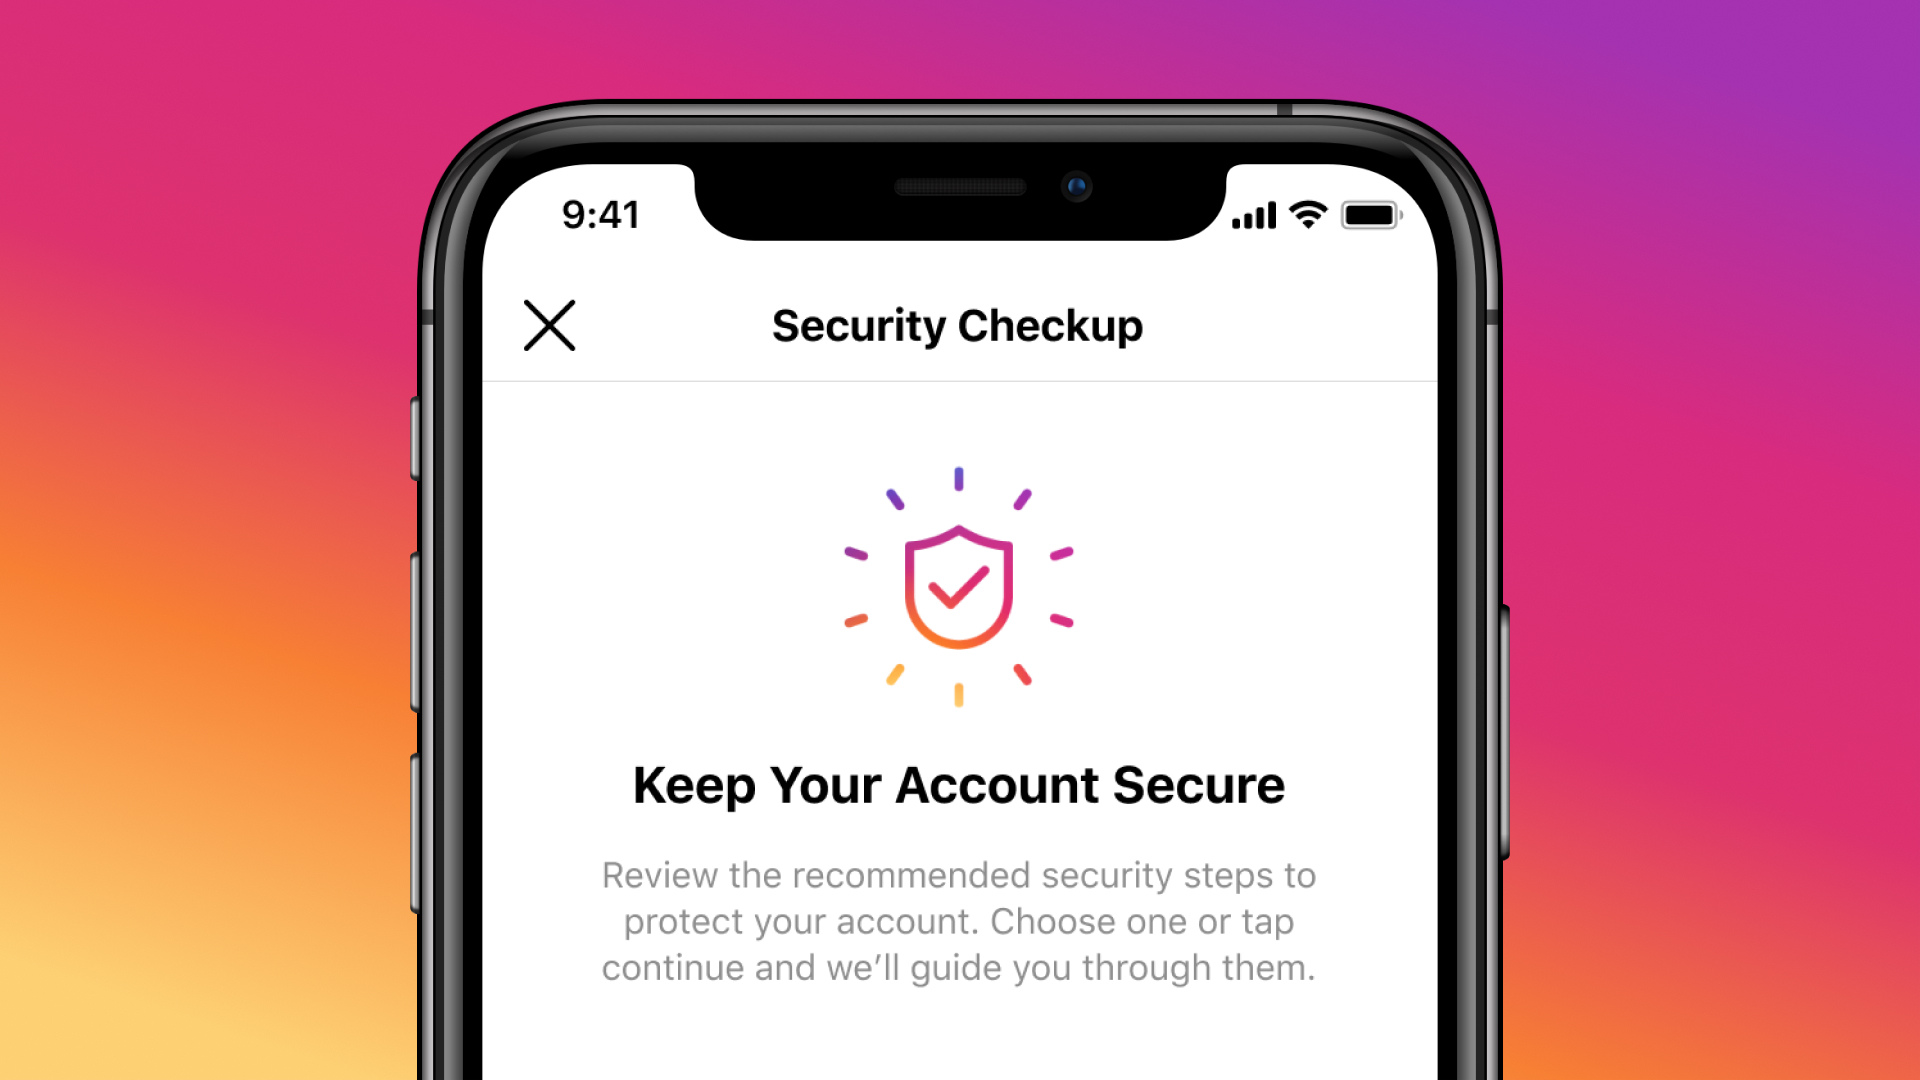 9:41
Security Checkup
Keep Your Account Secure
Review the recommended security steps to
protect your account. Choose one or tap
continue and we’ll guide you through them.